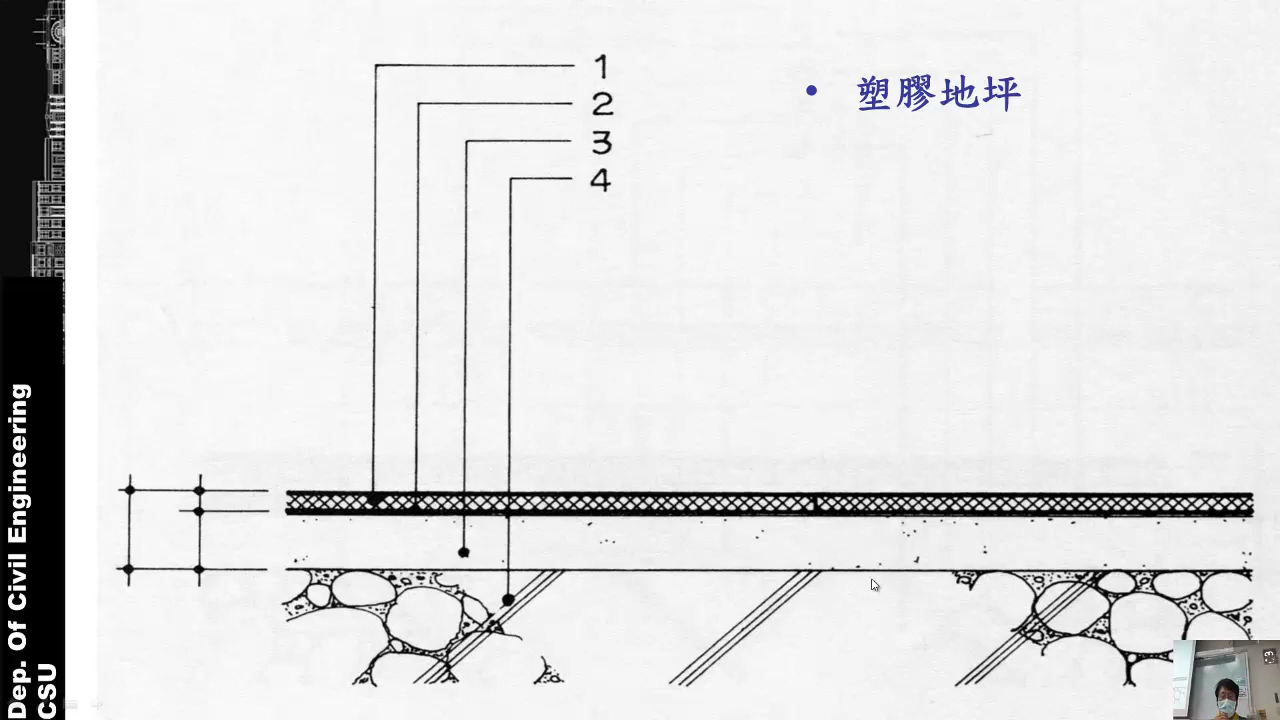 1
2
3
4
• 塑膠地坪
Dep. Of Civil Engineering
CSU